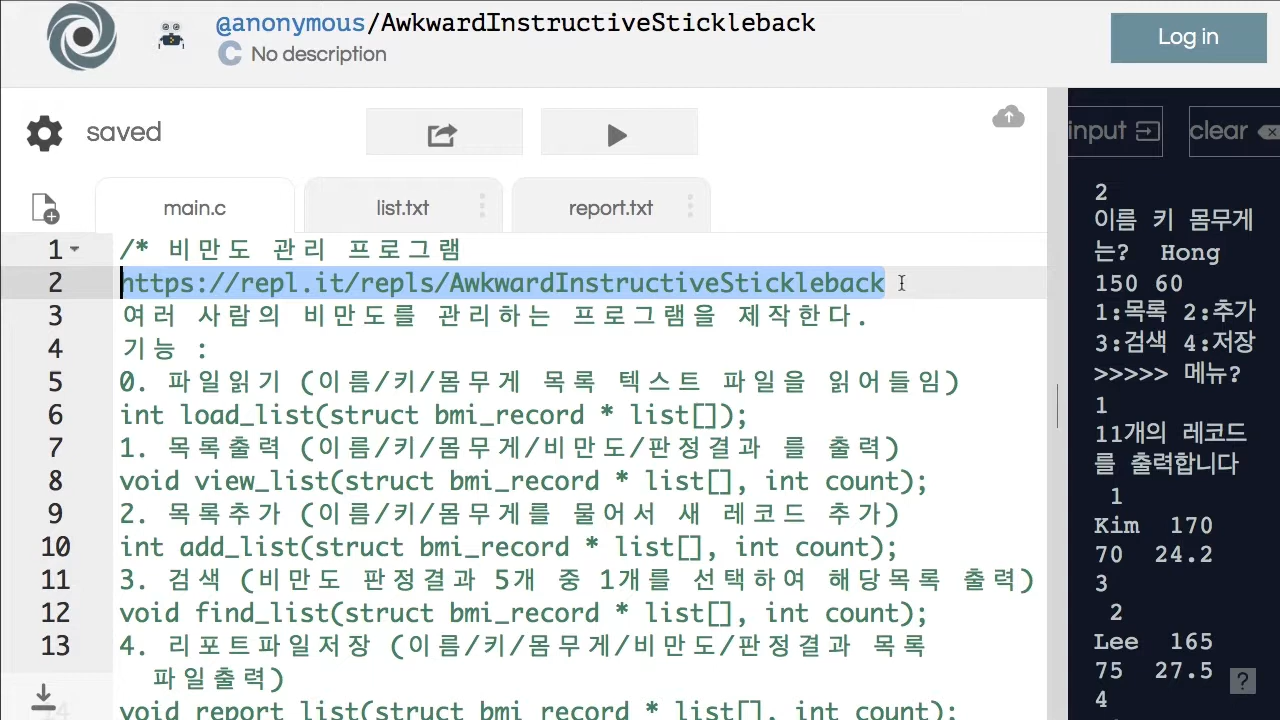 @anonymous/AwkwardInstructiveStickleback
No description
Log in
saved
input
clear
main.c
list.txt
report.txt
1 /* 비만도 관리 프로그램
2 https://repl.it/repls/AwkwardInstructiveStickleback
3 여러 사람의 비만도를 관리하는 프로그램을 제작한다.
4 기능 :
5 0. 파일읽기 (이름/키/몸무게 목록 텍스트 파일을 읽어들임)
6 int load_list(struct bmi_record * list[]);
7 1. 목록출력 (이름/키/몸무게/비만도/판정결과 를 출력)
8 void view_list(struct bmi_record * list[], int count);
9 2. 목록추가 (이름/키/몸무게를 물어서 새 레코드 추가)
10 int add_list(struct bmi_record * list[], int count);
11 3. 검색 (비만도 판정결과 5개 중 1개를 선택하여 해당목록 출력)
12 void find_list(struct bmi_record * list[], int count);
13 4. 리포트파일저장 (이름/키/몸무게/비만도/판정결과 목록
파일출력)
14 void report_list(struct bmi_record * list[], int count);
2
이름 키 몸무게
는? Hong
150 60
1:목록 2:추가
3:검색 4:저장
>>>>> 메뉴?
1
11개의 레코드
를 출력합니다
1
Kim 170
70 24.2
3
2
Lee 165
75 27.5
4
?